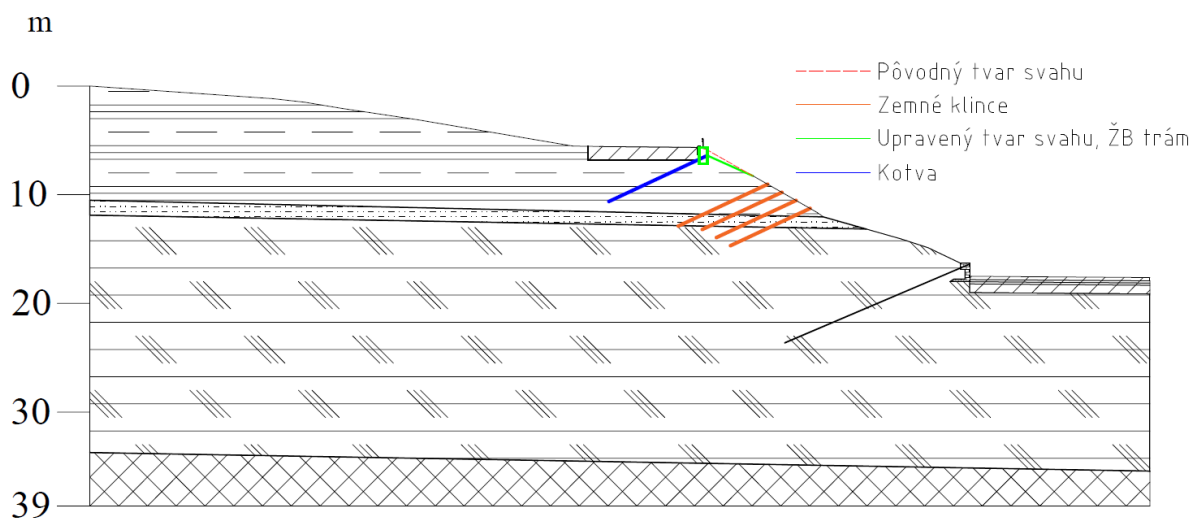 m
0
Pôvodný tvar svahu
Zemné klince
Upravený tvar svahu, ŽB trám
Kotva
10
20
30
39